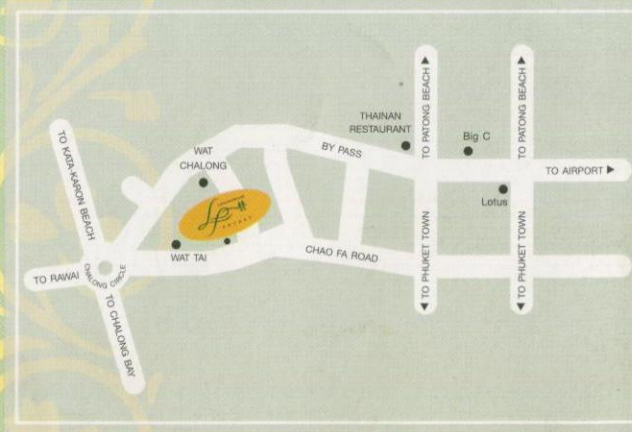 TO PATONG BEACH
TO PATONG BEACH
THAINAN
RESTAURANT
Big C
BY PASS
WAT
CHALONG
TO AIRPORT
TO KATA-KARON BEACH
Lotus
TO PHUKET TOWN
TO PHUKET TOWN
CHAO FA ROAD
WAT TAI
TO RAWAI
CHALONG CIRCLE
TO CHALONG BAY